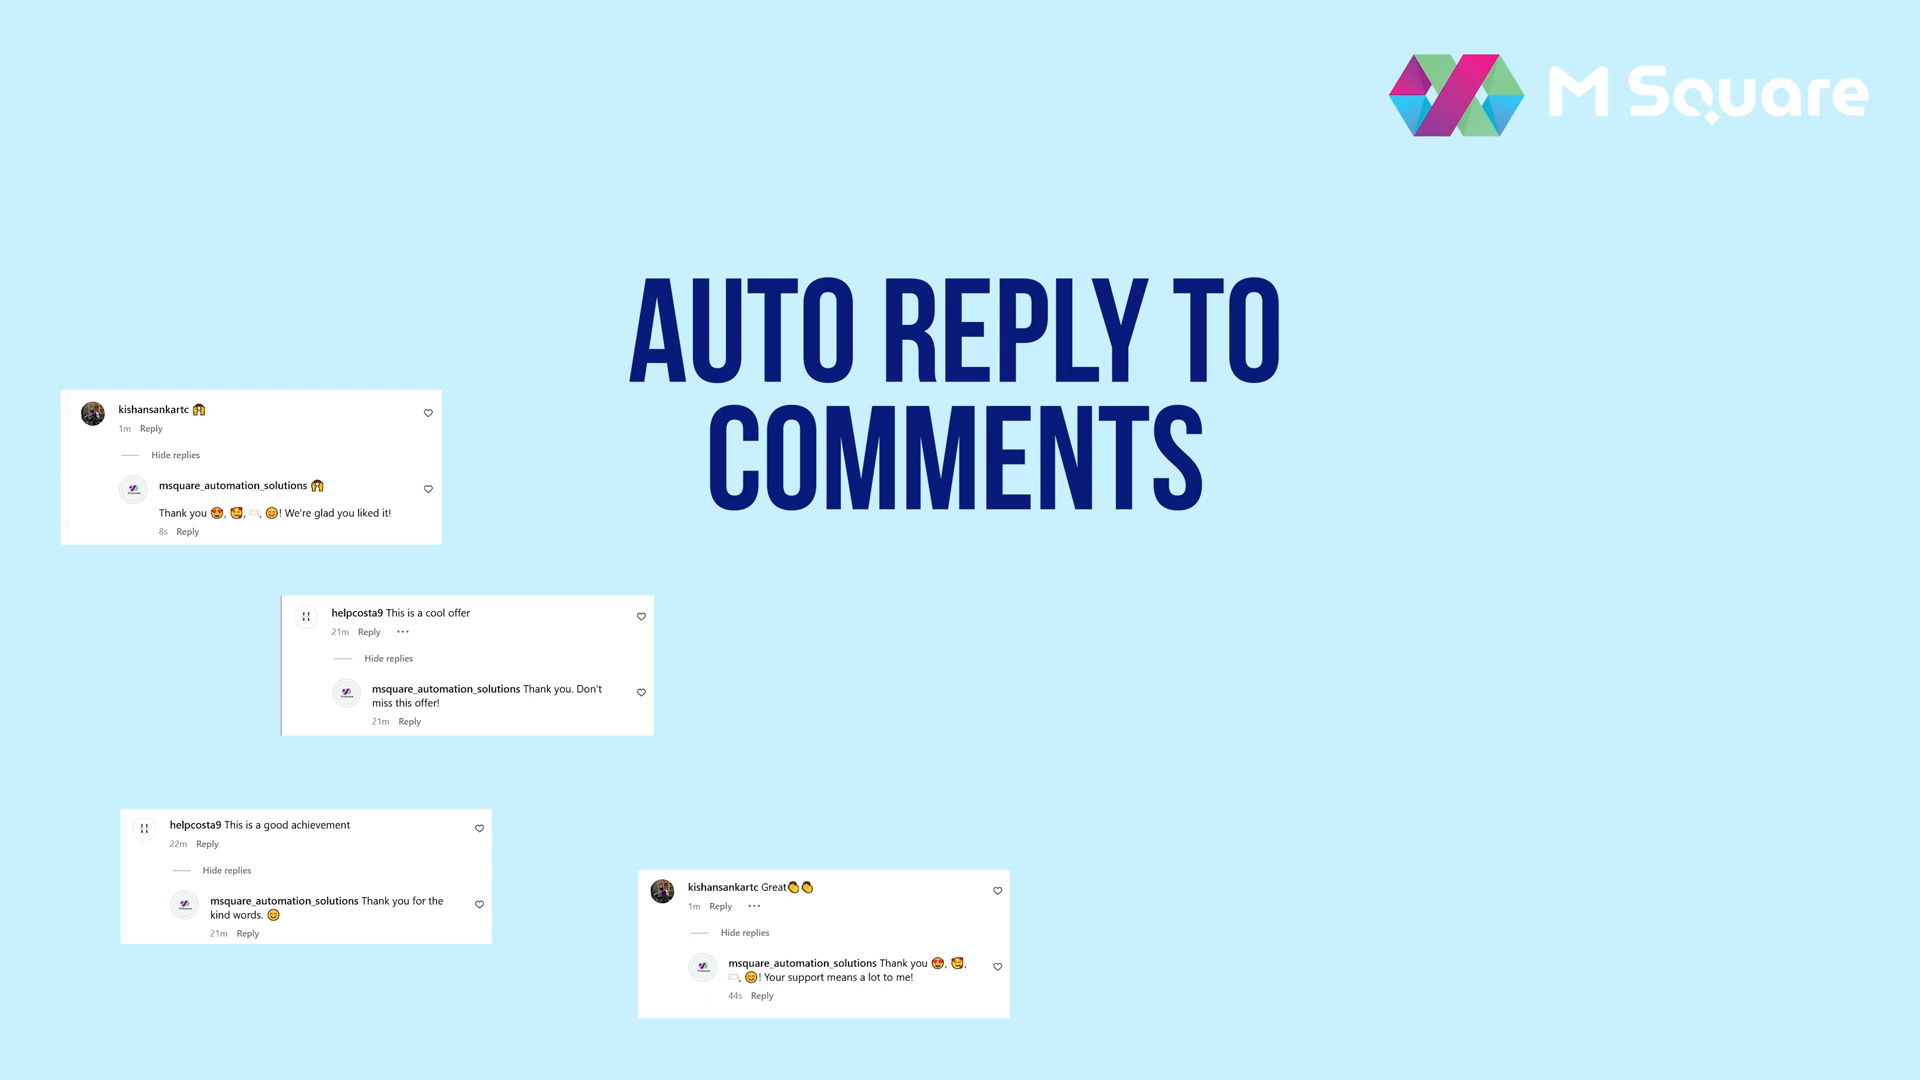 M Square
AUTO REPLY TO
COMMENTS
kishansankartc 🙌
1m Reply
Hide replies
msquare_automation_solutions 🙌
Thank you 😍, 🥰, 🫶🏻, 😊! We're glad you liked it!
8s Reply
helpcosta9 This is a cool offer
21m Reply ...
Hide replies
msquare_automation_solutions Thank you. Don't
miss this offer!
21m Reply
helpcosta9 This is a good achievement
22m Reply
Hide replies
msquare_automation_solutions Thank you for the
kind words. 😊
21m Reply
kishansankartc Great👏👏
1m Reply ...
Hide replies
msquare_automation_solutions Thank you 😍, 🥰,
🫶🏻, 😊! Your support means a lot to me!
44s Reply